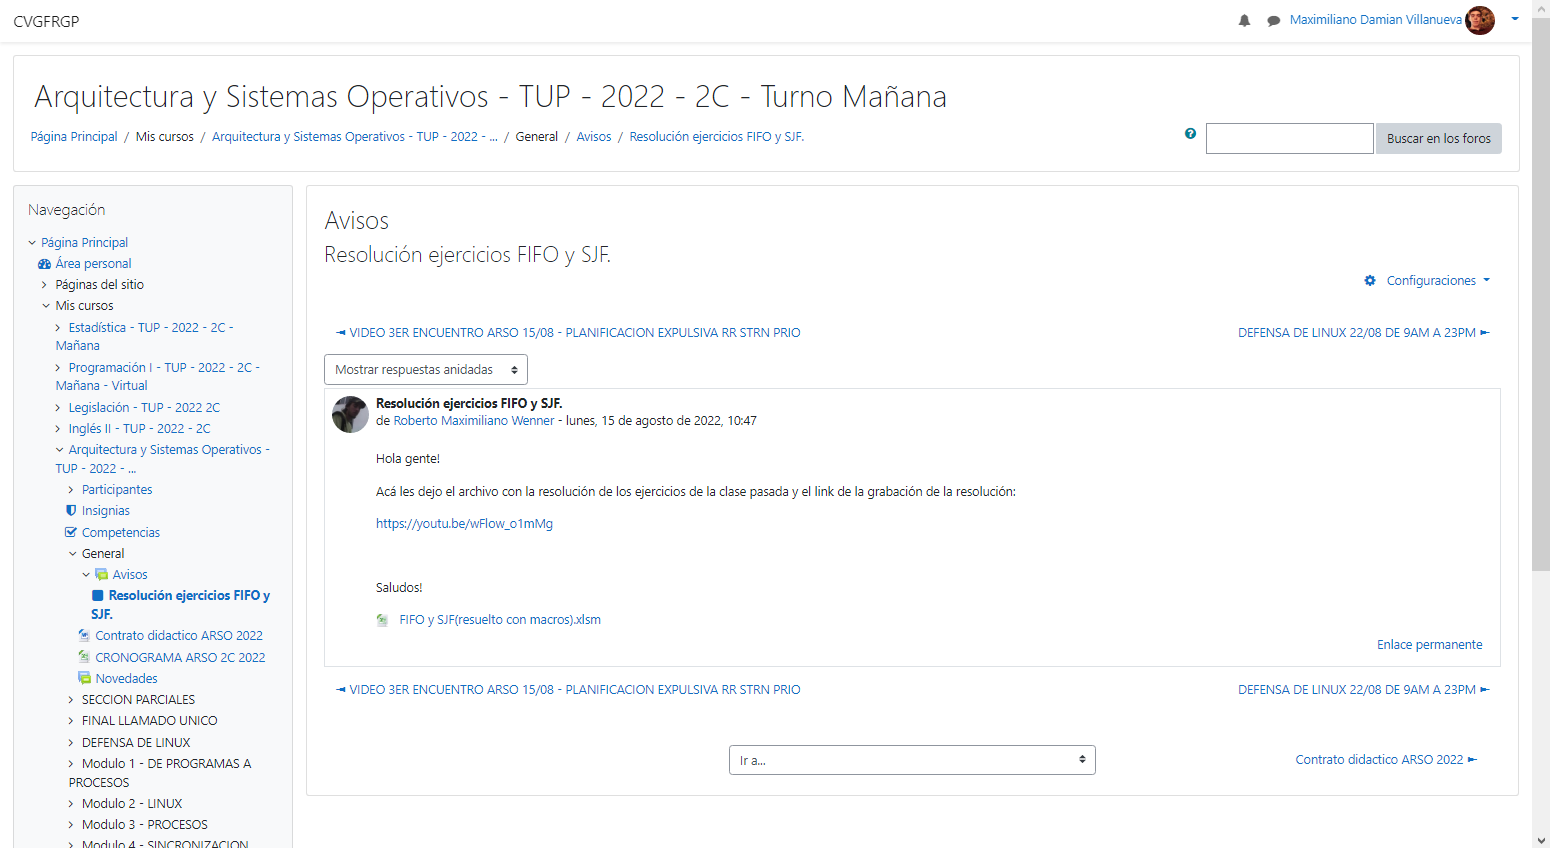 CVGFRGP
Maximiliano Damian Villanueva
Arquitectura y Sistemas Operativos - TUP - 2022 - 2C - Turno Mañana
Página Principal / Mis cursos / Arquitectura y Sistemas Operativos - TUP - 2022 - ... / General / Avisos / Resolución ejercicios FIFO y SJF.
Buscar en los foros
Navegación
Página Principal
Área personal
Páginas del sitio
Mis cursos
Estadística - TUP - 2022 - 2C -
Mañana
Programación I - TUP - 2022 - 2C -
Mañana - Virtual
Legislación - TUP - 2022 2C
Inglés II - TUP - 2022 - 2C
Arquitectura y Sistemas Operativos -
TUP - 2022 - ...
Participantes
Insignias
Competencias
General
Avisos
Resolución ejercicios FIFO y
SJF.
Contrato didactico ARSO 2022
CRONOGRAMA ARSO 2C 2022
Novedades
SECCION PARCIALES
FINAL LLAMADO UNICO
DEFENSA DE LINUX
Modulo 1 - DE PROGRAMAS A
PROCESOS
Modulo 2 - LINUX
Modulo 3 - PROCESOS
Modulo 4 - SINCRONIZACION
Avisos
Resolución ejercicios FIFO y SJF.
Configuraciones
◄ VIDEO 3ER ENCUENTRO ARSO 15/08 - PLANIFICACION EXPULSIVA RR STRN PRIO
DEFENSA DE LINUX 22/08 DE 9AM A 23PM ►
Mostrar respuestas anidadas
Resolución ejercicios FIFO y SJF.
de Roberto Maximiliano Wenner - lunes, 15 de agosto de 2022, 10:47
Hola gente!
Acá les dejo el archivo con la resolución de los ejercicios de la clase pasada y el link de la grabación de la resolución:
https://youtu.be/wFlow_o1mMg
Saludos!
FIFO y SJF(resuelto con macros).xlsm
Enlace permanente
◄ VIDEO 3ER ENCUENTRO ARSO 15/08 - PLANIFICACION EXPULSIVA RR STRN PRIO
DEFENSA DE LINUX 22/08 DE 9AM A 23PM ►
Ir a...
Contrato didactico ARSO 2022 ►